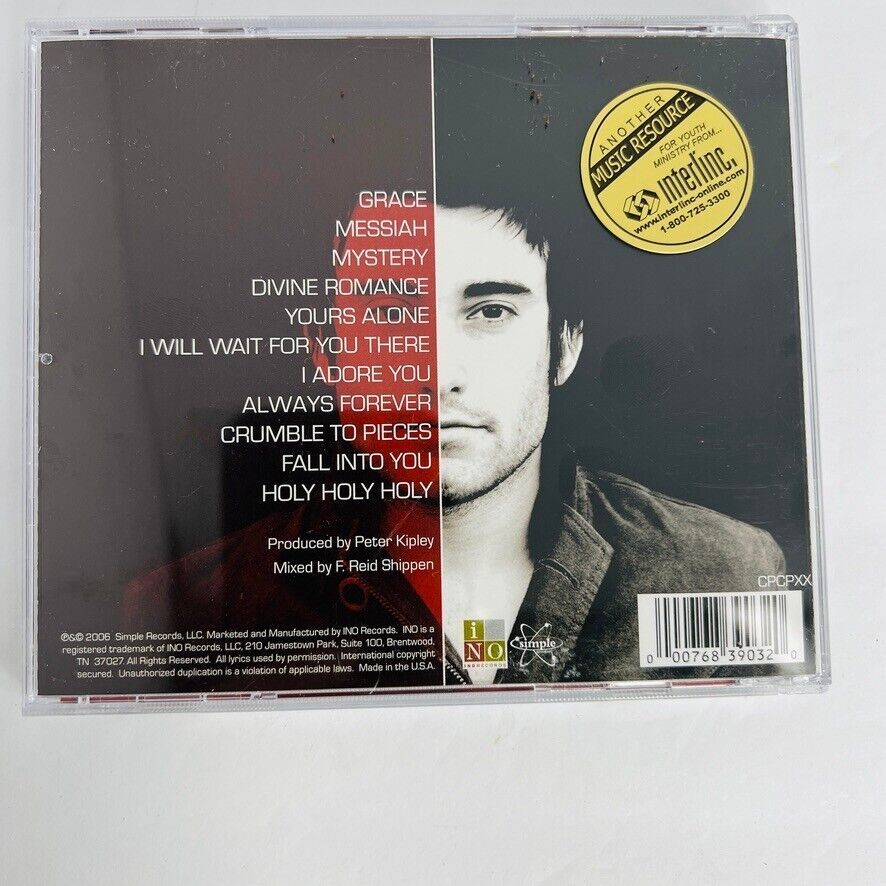 GRACE
MESSIAH
MYSTERY
DIVINE ROMANCE
YOURS ALONE
I WILL WAIT FOR YOU THERE
I ADORE YOU
ALWAYS FOREVER
CRUMBLE TO PIECES
FALL INTO YOU
HOLY HOLY HOLY
Produced by Peter Kipley
Mixed by F. Reid Shippen
℗&© 2006 Simple Records, LLC. Marketed and Manufactured by INO Records. INO is a
registered trademark of INO Records, LLC, 210 Jamestown Park, Suite 100, Brentwood,
TN 37027. All Rights Reserved. All lyrics used by permission. International copyright
secured. Unauthorized duplication is a violation of applicable laws. Made in the U.S.A.
ANOTHER
MUSIC RESOURCE
FOR YOUTH
MINISTRY FROM...
Interl'inc.
www.interlinc-online.com
1-800-725-3300
iNO
INO RECORDS
simple
CPCPXX
0 00768 39032 0